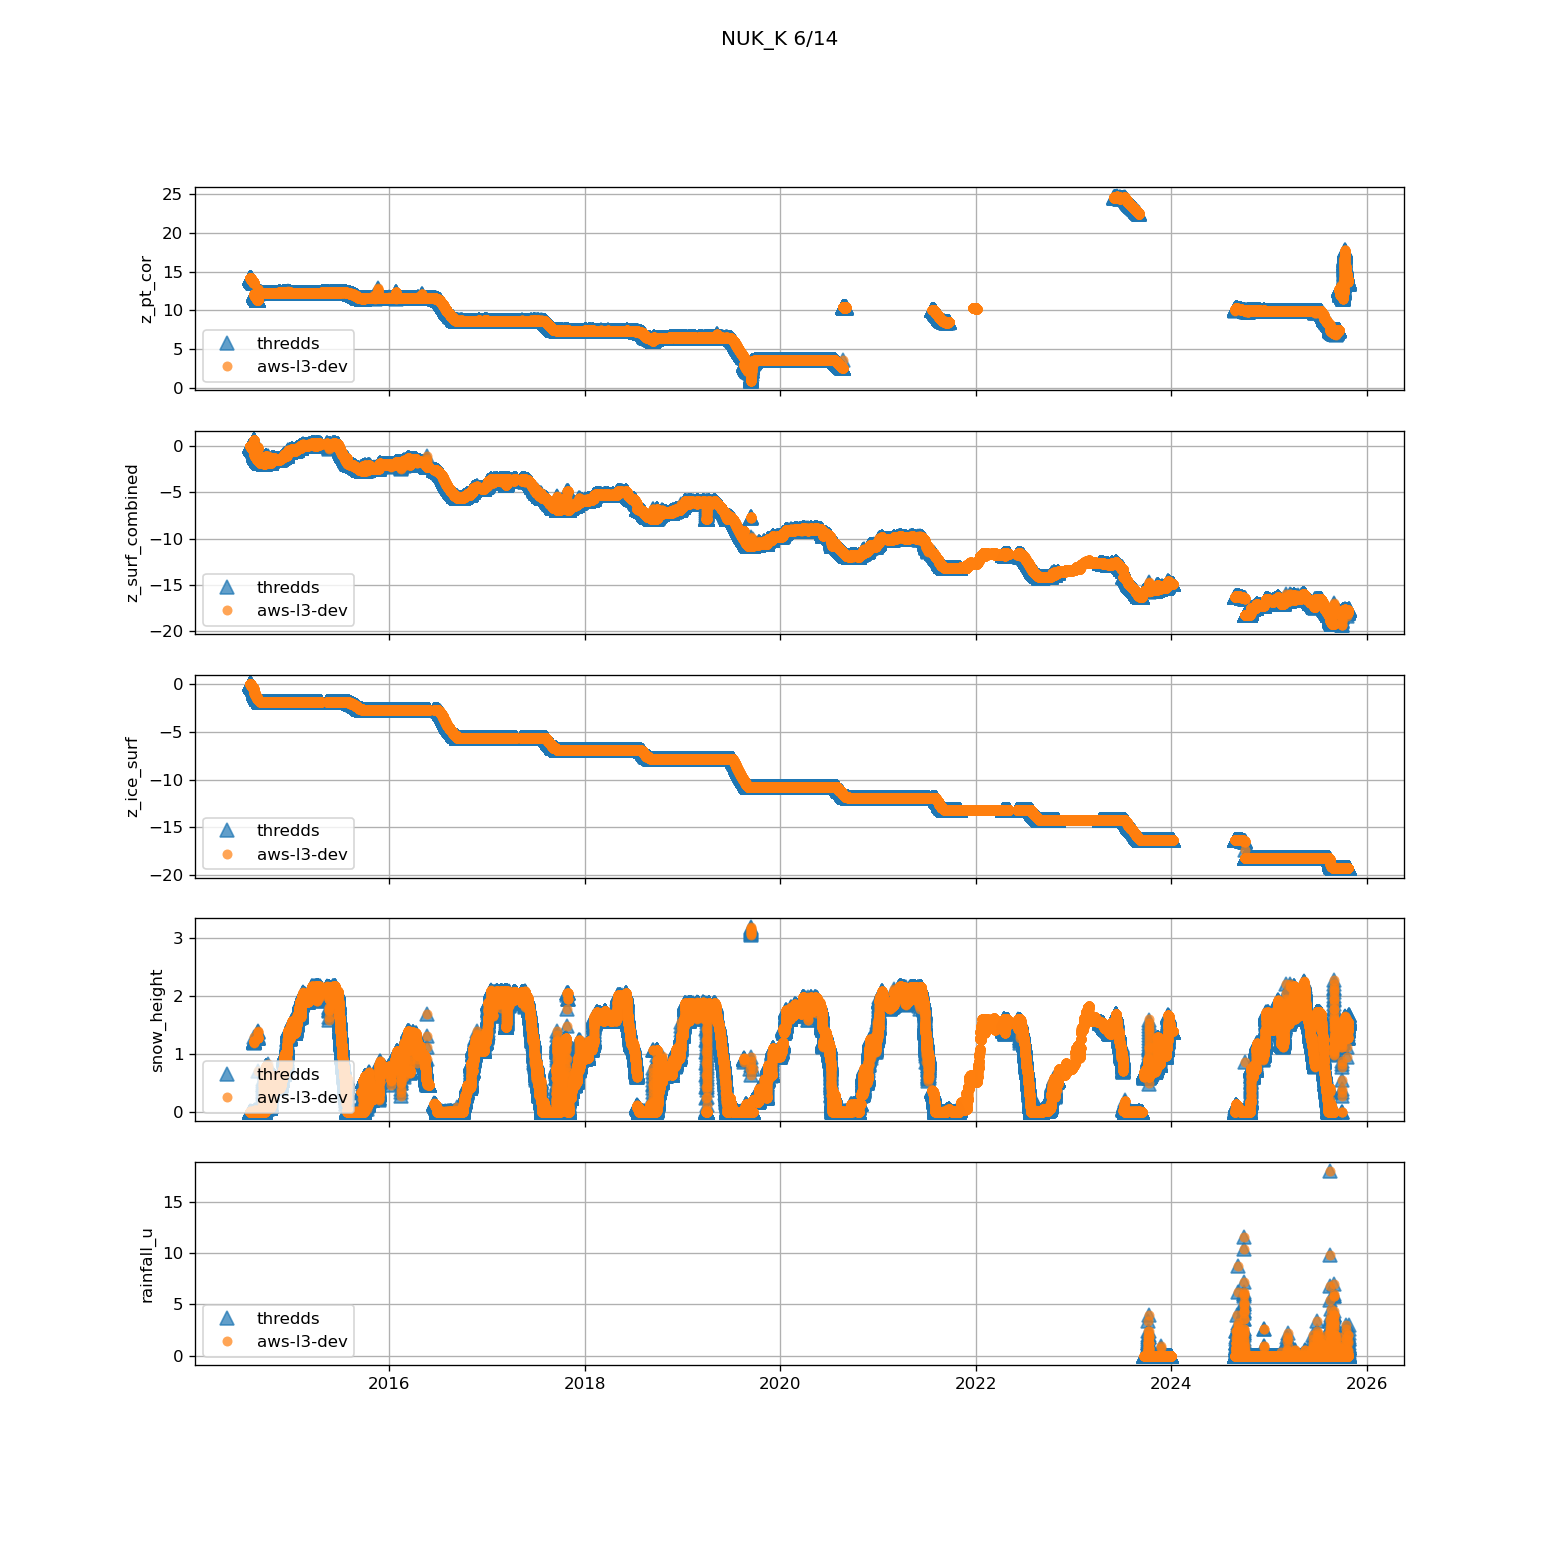 NUK_K 6/14
25
20
15
10
5
0
z_pt_cor
thredds
aws-l3-dev
0
−5
−10
−15
−20
z_surf_combined
thredds
aws-l3-dev
0
−5
−10
−15
−20
z_ice_surf
thredds
aws-l3-dev
3
2
1
0
snow_height
thredds
aws-l3-dev
15
10
5
0
rainfall_u
thredds
aws-l3-dev
2016
2018
2020
2022
2024
2026